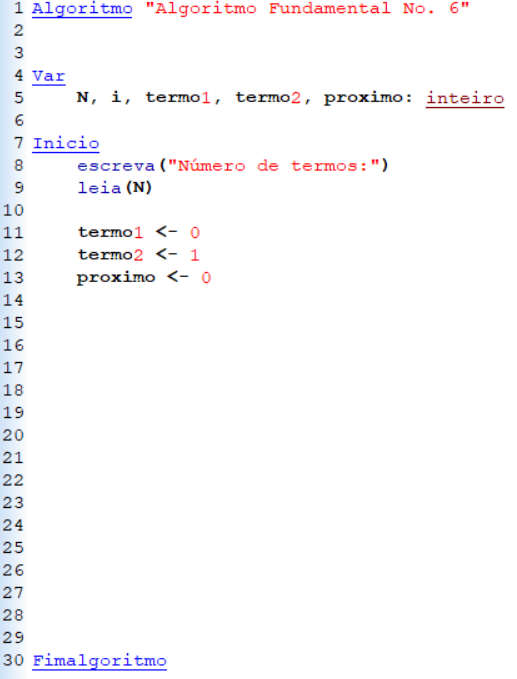 1 Algoritmo "Algoritmo Fundamental No. 6"
2
3
4 Var
5 N, i, termo1, termo2, proximo: inteiro
6
7 Inicio
8 escreva("Número de termos:")
9 leia(N)
10
11 termo1 <- 0
12 termo2 <- 1
13 proximo <- 0
14
15
16
17
18
19
20
21
22
23
24
25
26
27
28
29
30 Fimalgoritmo